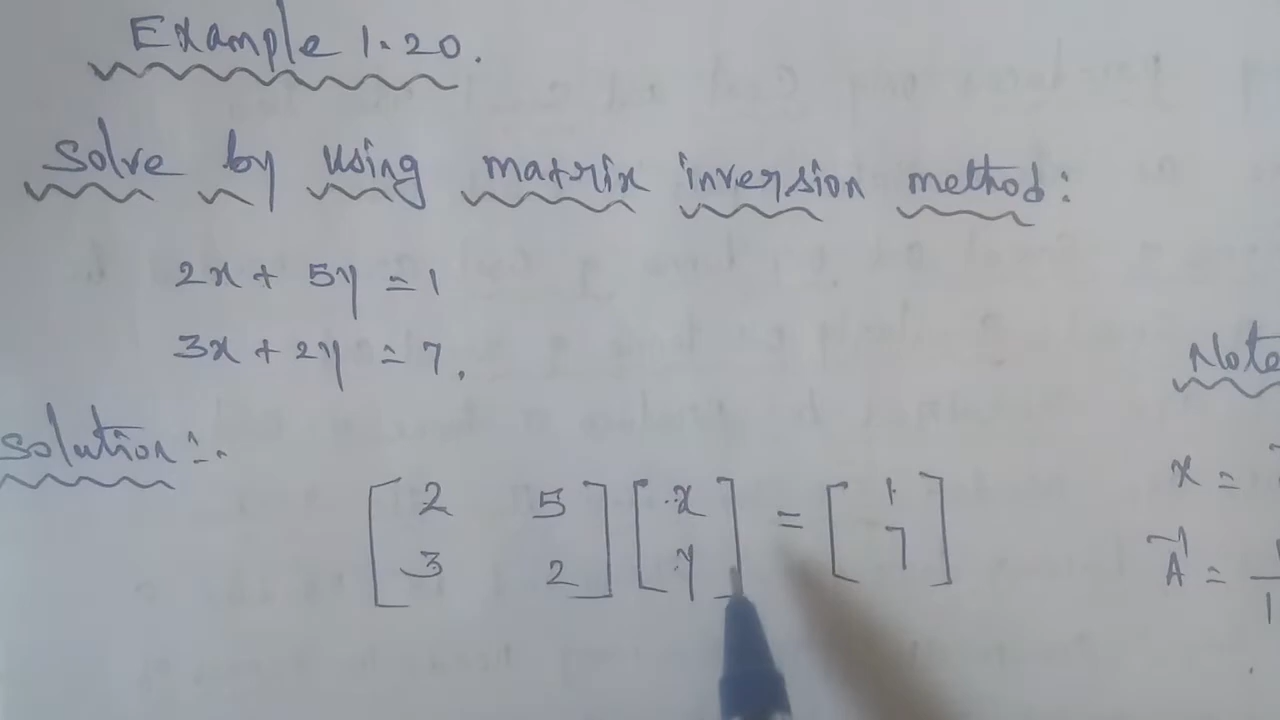 Example 1.20.
Solve by using matrix inversion method:
2x + 5y = 1
3x + 2y = 7.
Solution:-
Note
[2 5] [x] = [1]
[3 2] [y] [7]
x =
A⁻¹ = 1